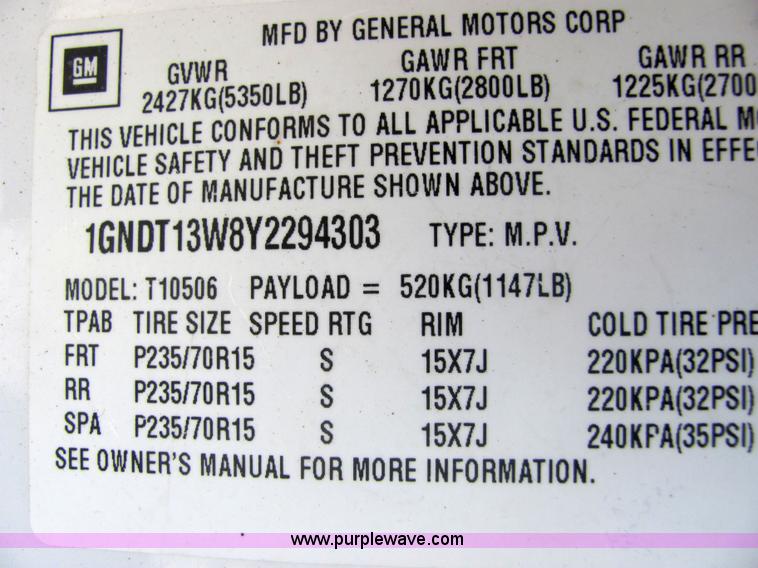 MFD BY GENERAL MOTORS CORP
GM
GVWR GAWR FRT GAWR RR
2427KG(5350LB) 1270KG(2800LB) 1225KG(2700
THIS VEHICLE CONFORMS TO ALL APPLICABLE U.S. FEDERAL M
VEHICLE SAFETY AND THEFT PREVENTION STANDARDS IN EFFE
THE DATE OF MANUFACTURE SHOWN ABOVE.
1GNDT13W8Y2294303 TYPE: M.P.V.
MODEL: T10506 PAYLOAD = 520KG(1147LB)
TPAB TIRE SIZE SPEED RTG RIM COLD TIRE PRE
FRT P235/70R15 S 15X7J 220KPA(32PSI)
RR P235/70R15 S 15X7J 220KPA(32PSI)
SPA P235/70R15 S 15X7J 240KPA(35PSI)
SEE OWNER'S MANUAL FOR MORE INFORMATION.
www.purplewave.com